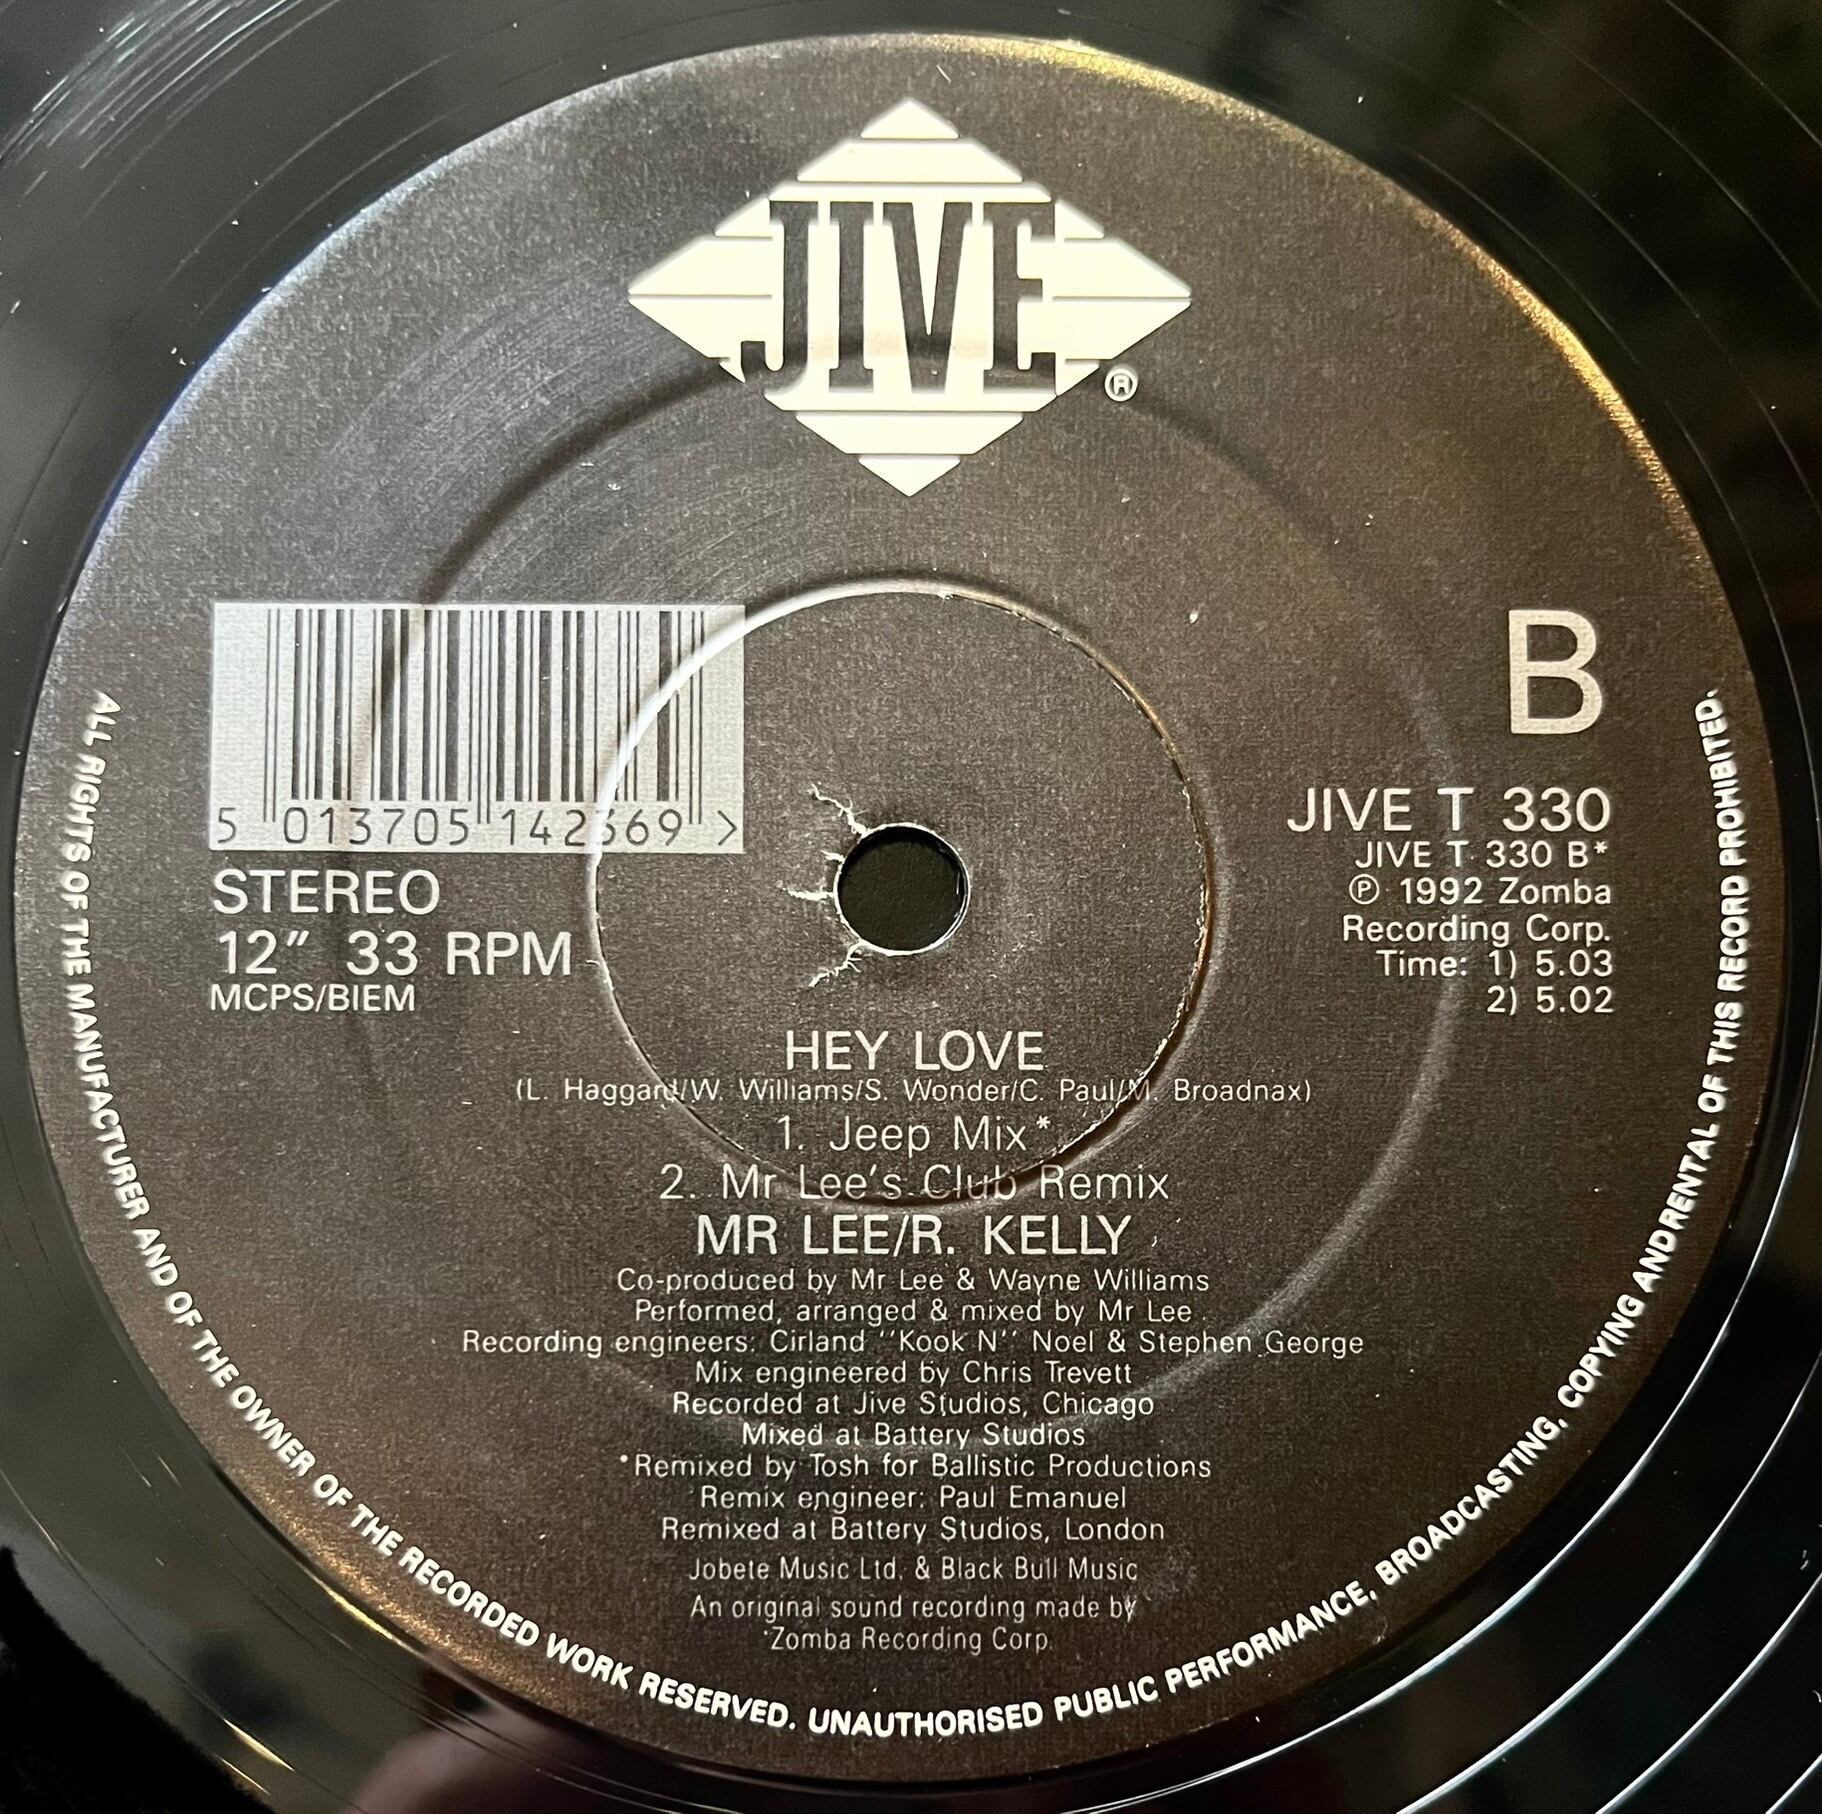 JIVE
®
5 013705 142369 >
STEREO
12″ 33 RPM
MCPS/BIEM
B
JIVE T 330
JIVE T 330 B*
℗ 1992 Zomba
Recording Corp.
Time: 1) 5.03
2) 5.02
HEY LOVE
(L. Haggard/W. Williams/S. Wonder/C. Paul/M. Broadnax)
1. Jeep Mix*
2. Mr Lee's Club Remix
MR LEE/R. KELLY
Co-produced by Mr Lee & Wayne Williams
Performed, arranged & mixed by Mr Lee
Recording engineers: Cirland ''Kook N'' Noel & Stephen George
Mix engineered by Chris Trevett
Recorded at Jive Studios, Chicago
Mixed at Battery Studios
*Remixed by Tosh for Ballistic Productions
Remix engineer: Paul Emanuel
Remixed at Battery Studios, London
Jobete Music Ltd. & Black Bull Music
An original sound recording made by
Zomba Recording Corp.
ALL RIGHTS OF THE MANUFACTURER AND OF THE OWNER OF THE RECORDED WORK RESERVED. UNAUTHORISED PUBLIC PERFORMANCE, BROADCASTING, COPYING AND RENTAL OF THIS RECORD PROHIBITED.